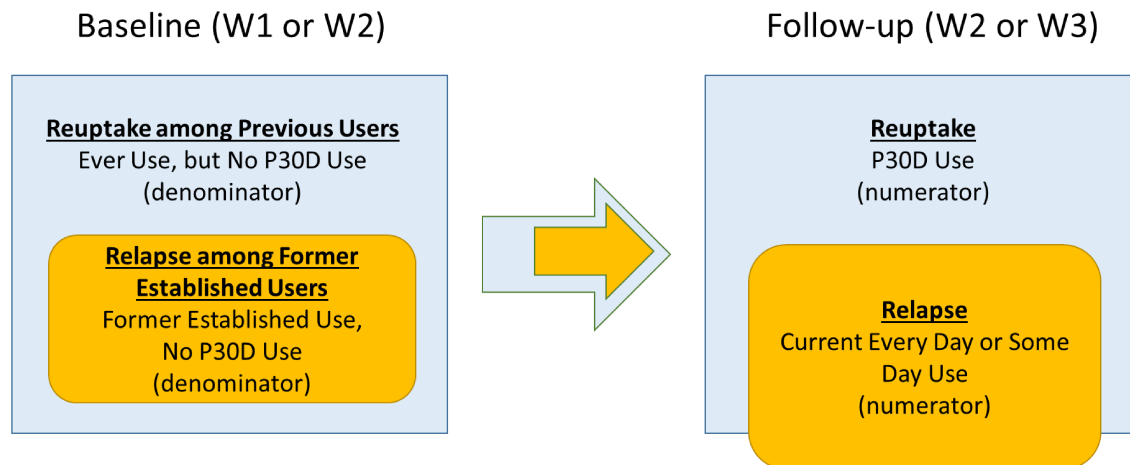 Baseline (W1 or W2)
Reuptake among Previous Users
Ever Use, but No P30D Use
(denominator)
Relapse among Former
Established Users
Former Established Use,
No P30D Use
(denominator)
Follow-up (W2 or W3)
Reuptake
P30D Use
(numerator)
Relapse
Current Every Day or Some
Day Use
(numerator)